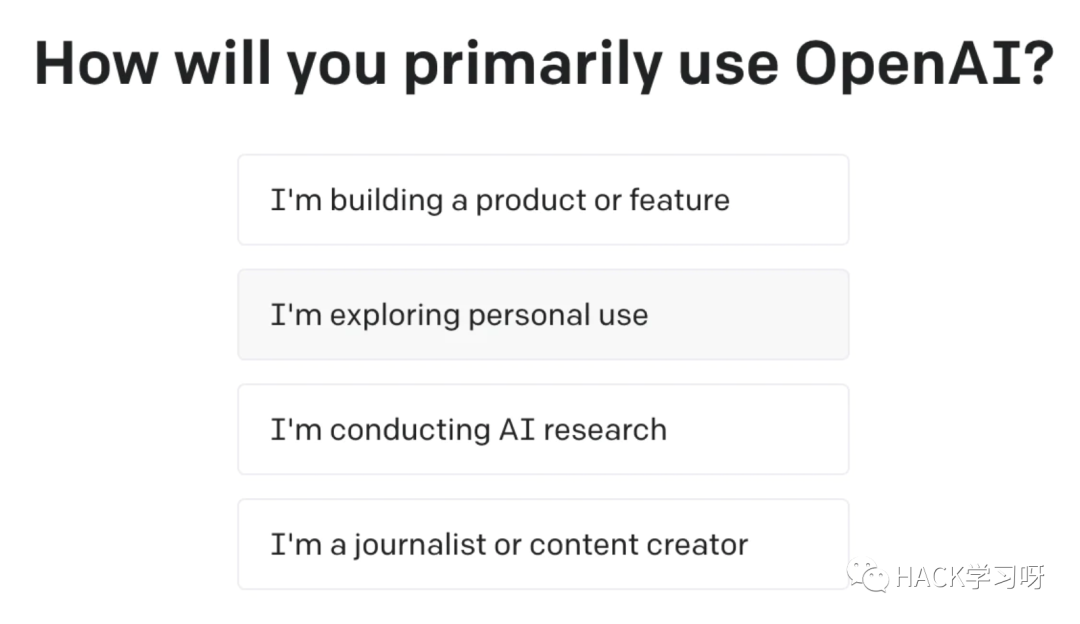 How will you primarily use OpenAI?
I'm building a product or feature
I'm exploring personal use
I'm conducting AI research
I'm a journalist or content creator
HACK学习呀